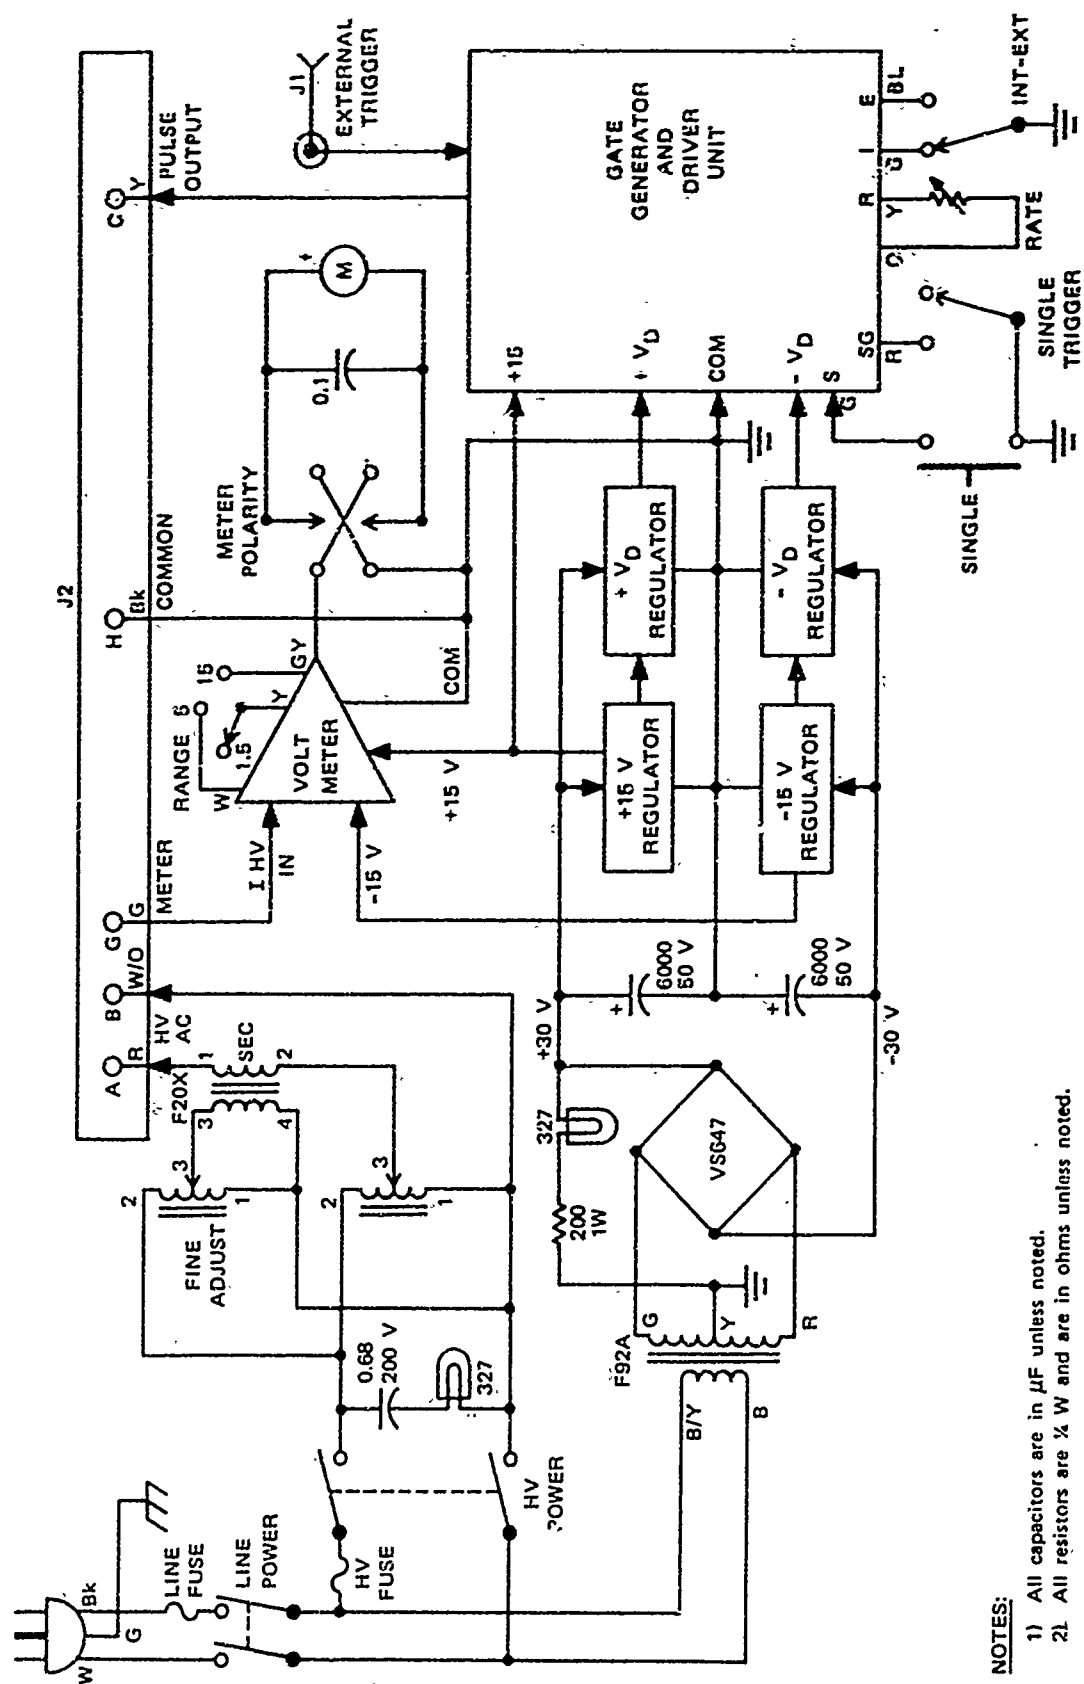 J2
A
R
B
W/O
G
G
H
Bk
C
Y
HV
AC
METER
COMMON
PULSE
OUTPUT
J1
EXTERNAL
TRIGGER
W
G
Bk
LINE
FUSE
LINE
POWER
HV
FUSE
HV
POWER
0.68
200 V
327
FINE
ADJUST
2
3
1
2
3
1
F20X
3
4
1
2
SEC
I HV
IN
-15 V
+15 V
COM
RANGE
5
1.5
15
W
Y
GY
VOLT
METER
METER
POLARITY
0.1
+
M
B/Y
B
F92A
G
Y
R
200
1W
327
VS647
+30 V
-30 V
+
6000
50 V
+
6000
50 V
+15 V
REGULATOR
-15 V
REGULATOR
+ VD
REGULATOR
- VD
REGULATOR
+15
+ VD
COM
- VD
S
G
GATE
GENERATOR
AND
DRIVER
UNIT
SG
R
O
R
Y
I
G
E
BL
SINGLE
SINGLE
TRIGGER
RATE
INT-EXT
NOTES:
1) All capacitors are in μF unless noted.
2) All resistors are ¼ W and are in ohms unless noted.